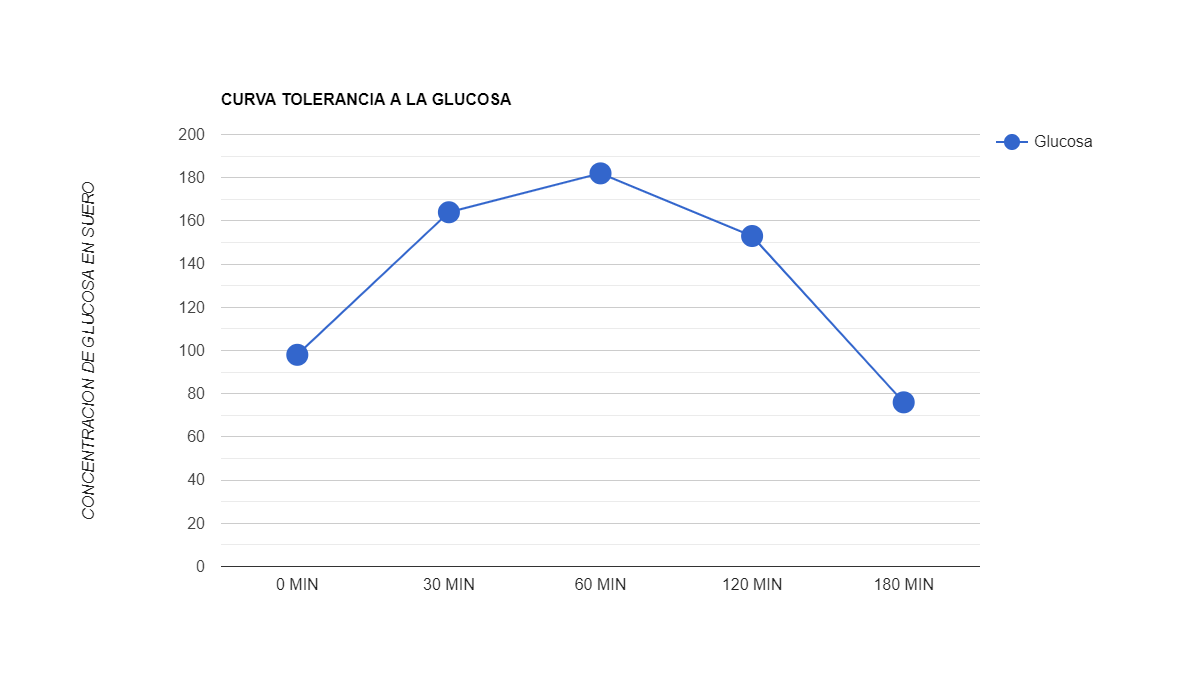 CURVA TOLERANCIA A LA GLUCOSA
Glucosa
CONCENTRACION DE GLUCOSA EN SUERO
200
180
160
140
120
100
80
60
40
20
0
0 MIN
30 MIN
60 MIN
120 MIN
180 MIN